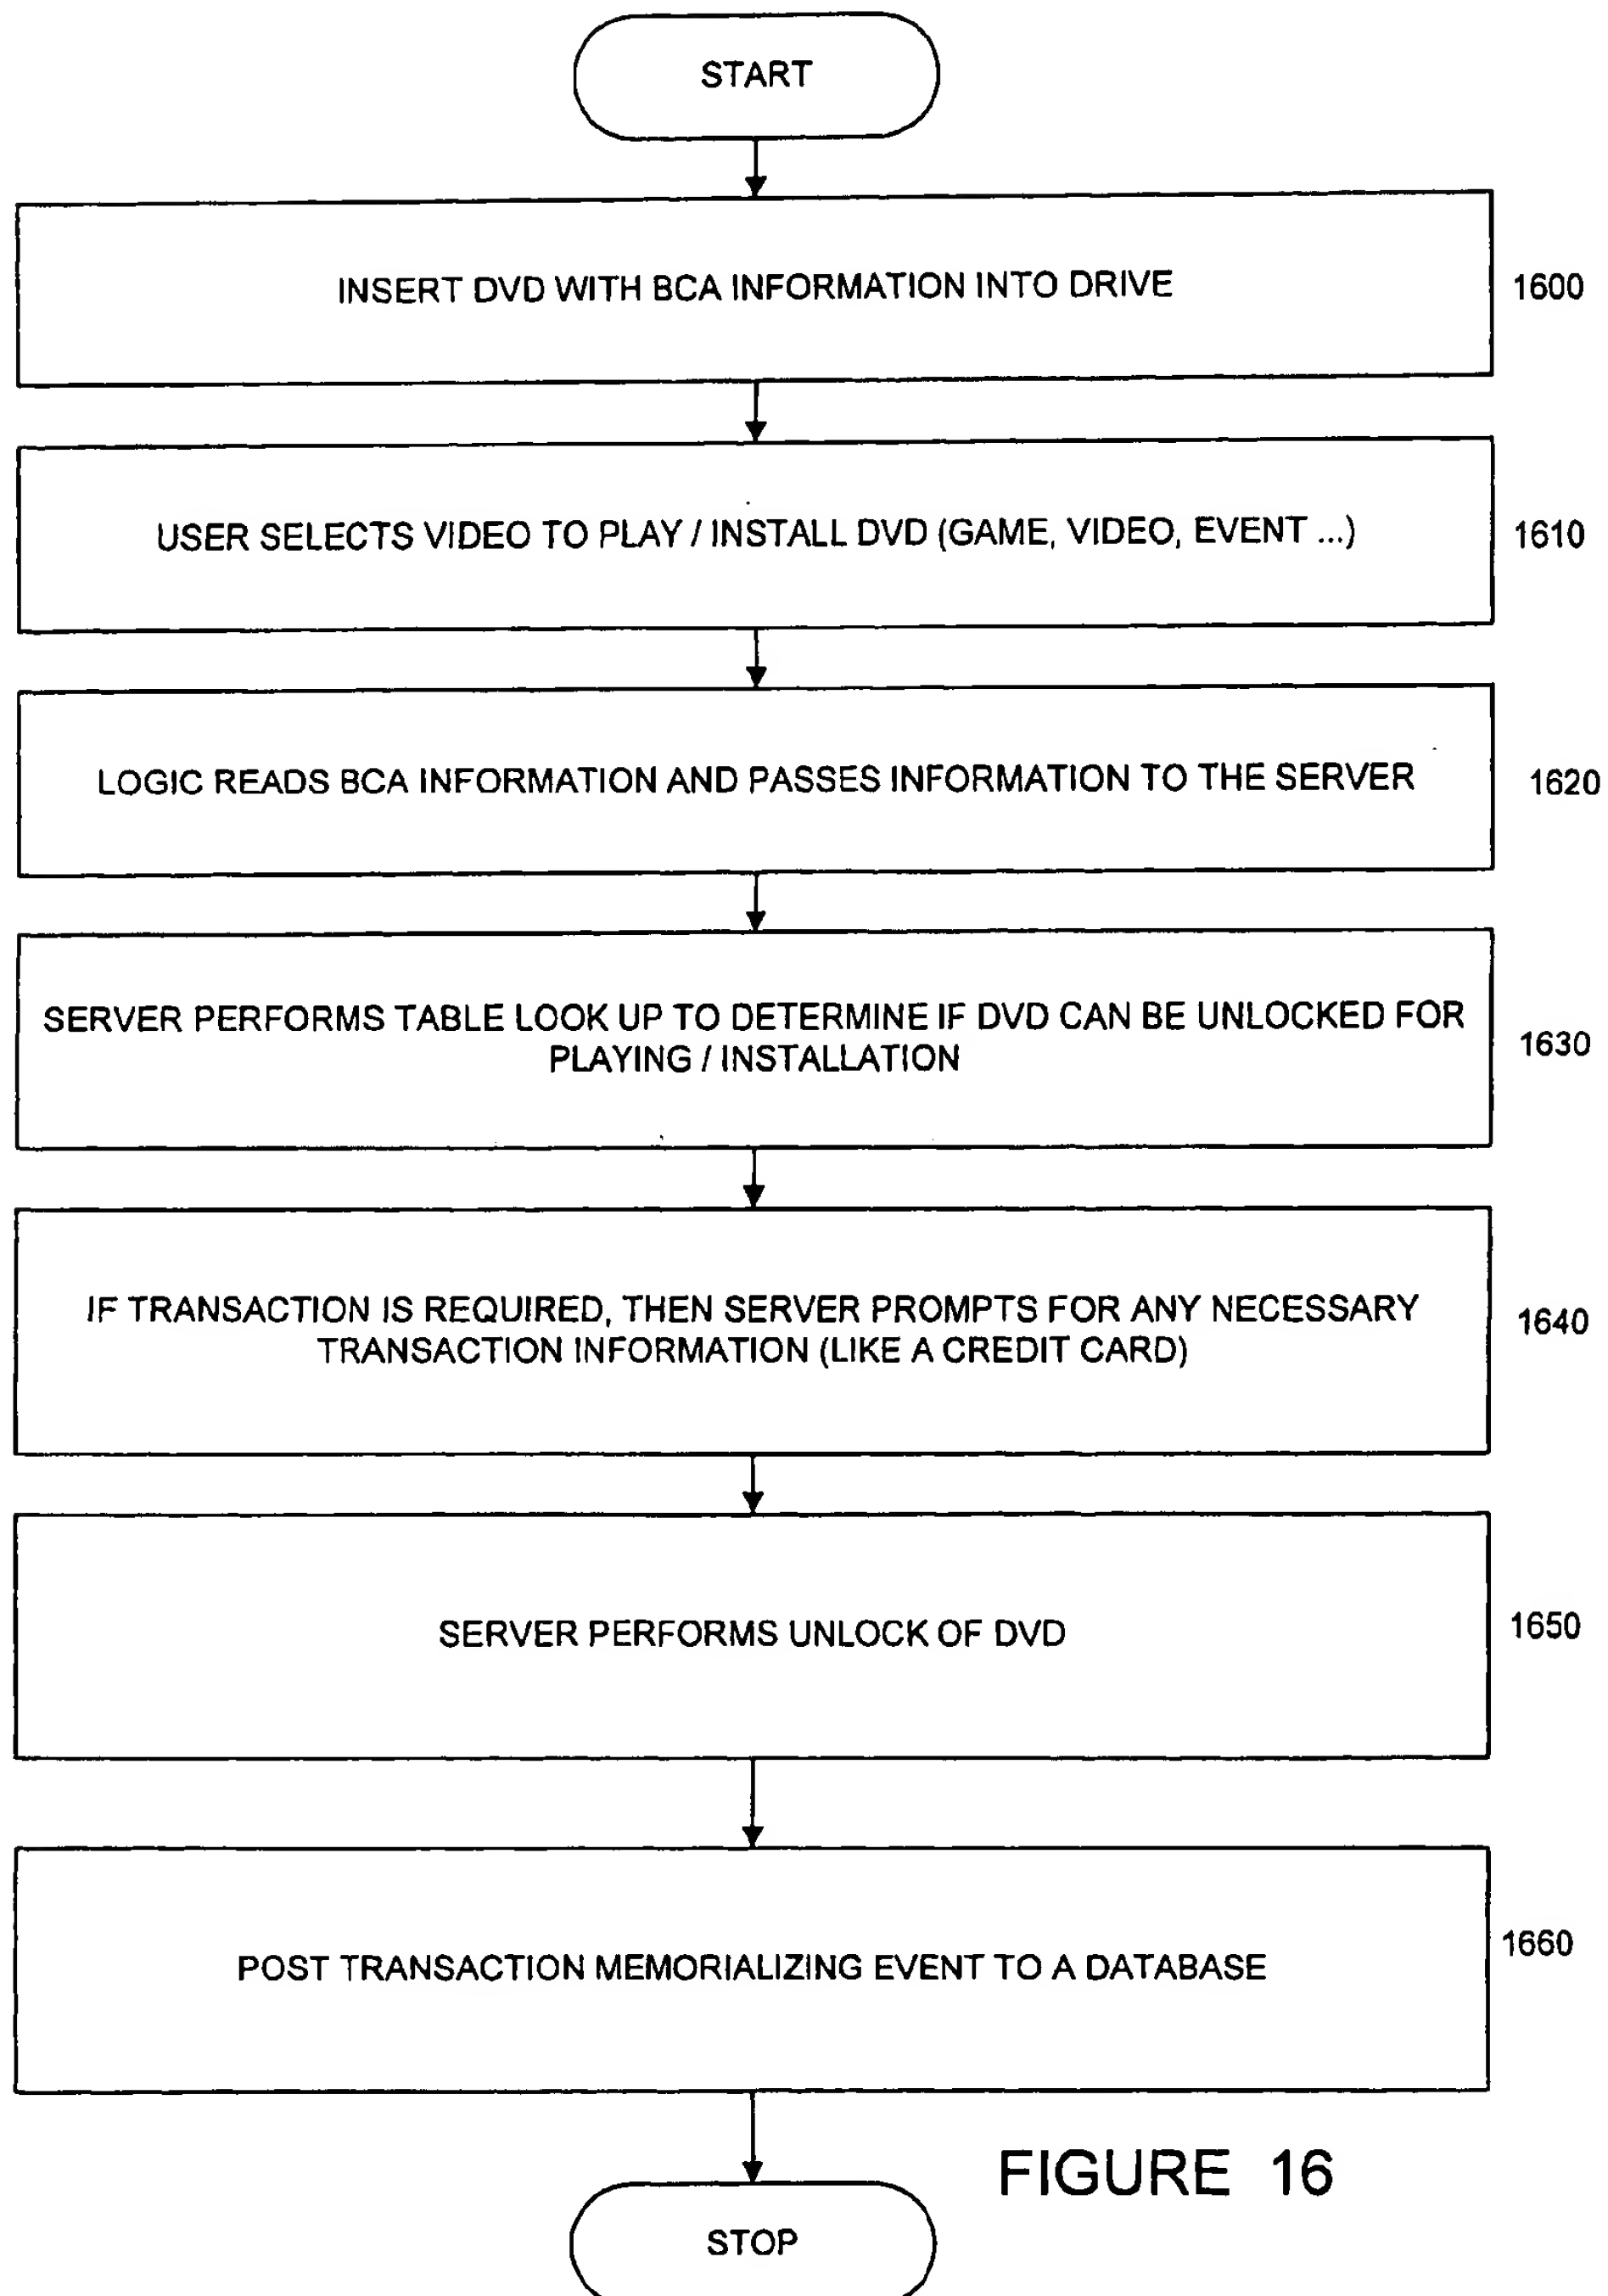 START
INSERT DVD WITH BCA INFORMATION INTO DRIVE
1600
USER SELECTS VIDEO TO PLAY / INSTALL DVD (GAME, VIDEO, EVENT ...)
1610
LOGIC READS BCA INFORMATION AND PASSES INFORMATION TO THE SERVER
1620
SERVER PERFORMS TABLE LOOK UP TO DETERMINE IF DVD CAN BE UNLOCKED FOR
PLAYING / INSTALLATION
1630
IF TRANSACTION IS REQUIRED, THEN SERVER PROMPTS FOR ANY NECESSARY
TRANSACTION INFORMATION (LIKE A CREDIT CARD)
1640
SERVER PERFORMS UNLOCK OF DVD
1650
POST TRANSACTION MEMORIALIZING EVENT TO A DATABASE
1660
FIGURE 16
STOP